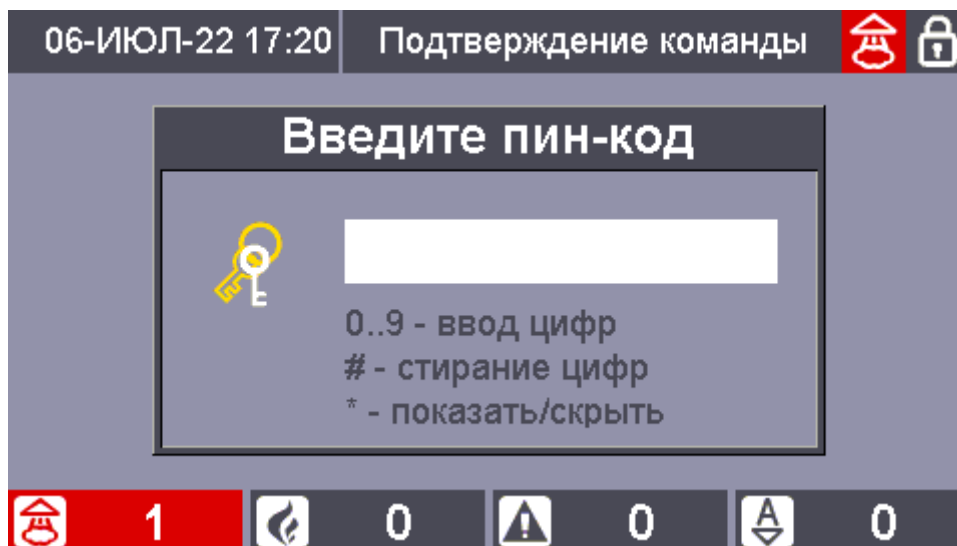 06-ИЮЛ-22 17:20 Подтверждение команды
Введите пин-код
0..9 - ввод цифр
# - стирание цифр
* - показать/скрыть
1 0 0 A 0